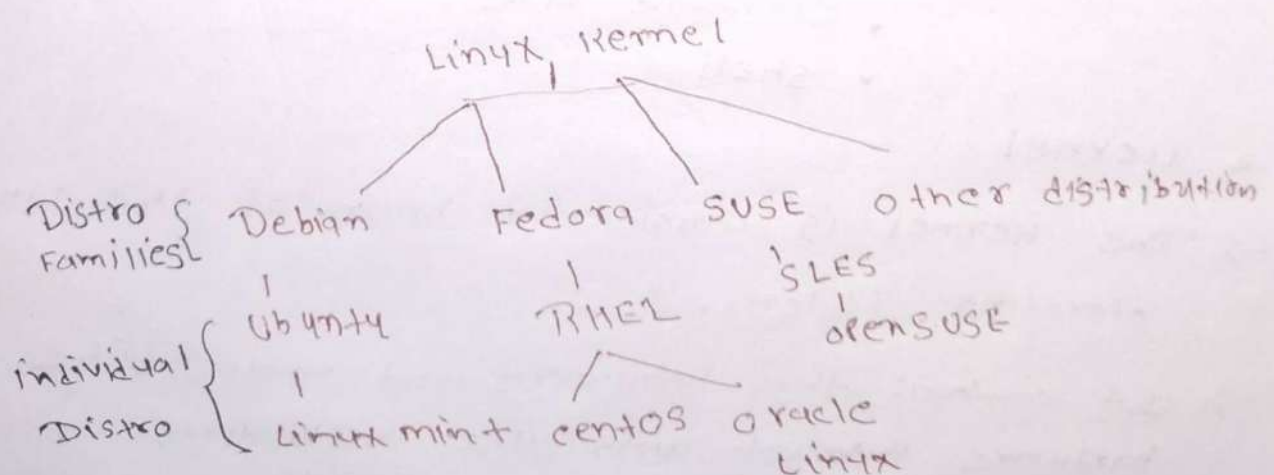 Linux Kernel
Distro Families Debian Fedora SUSE other distribution
SLES
Ubuntu RHEL openSUSE
individual Distro Linux mint centos oracle Linux